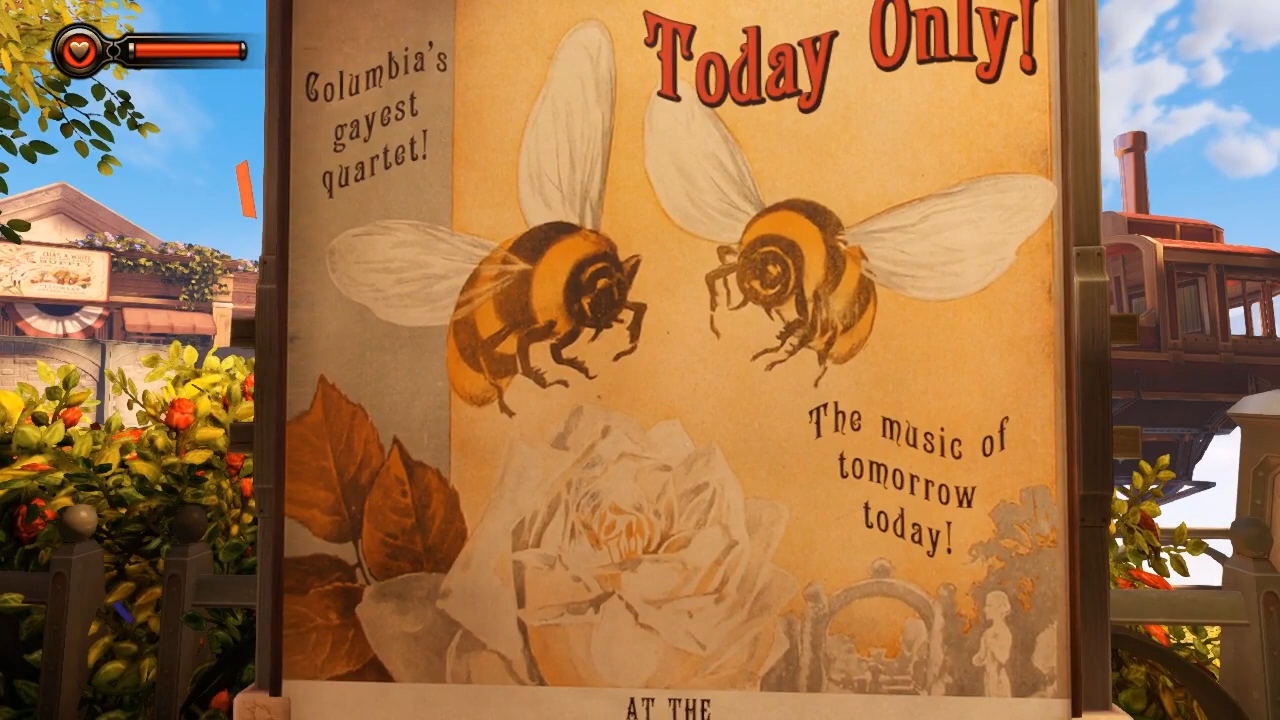 Today Only!
Columbia's
gayest
quartet!
The music of
tomorrow
today!
AT THE